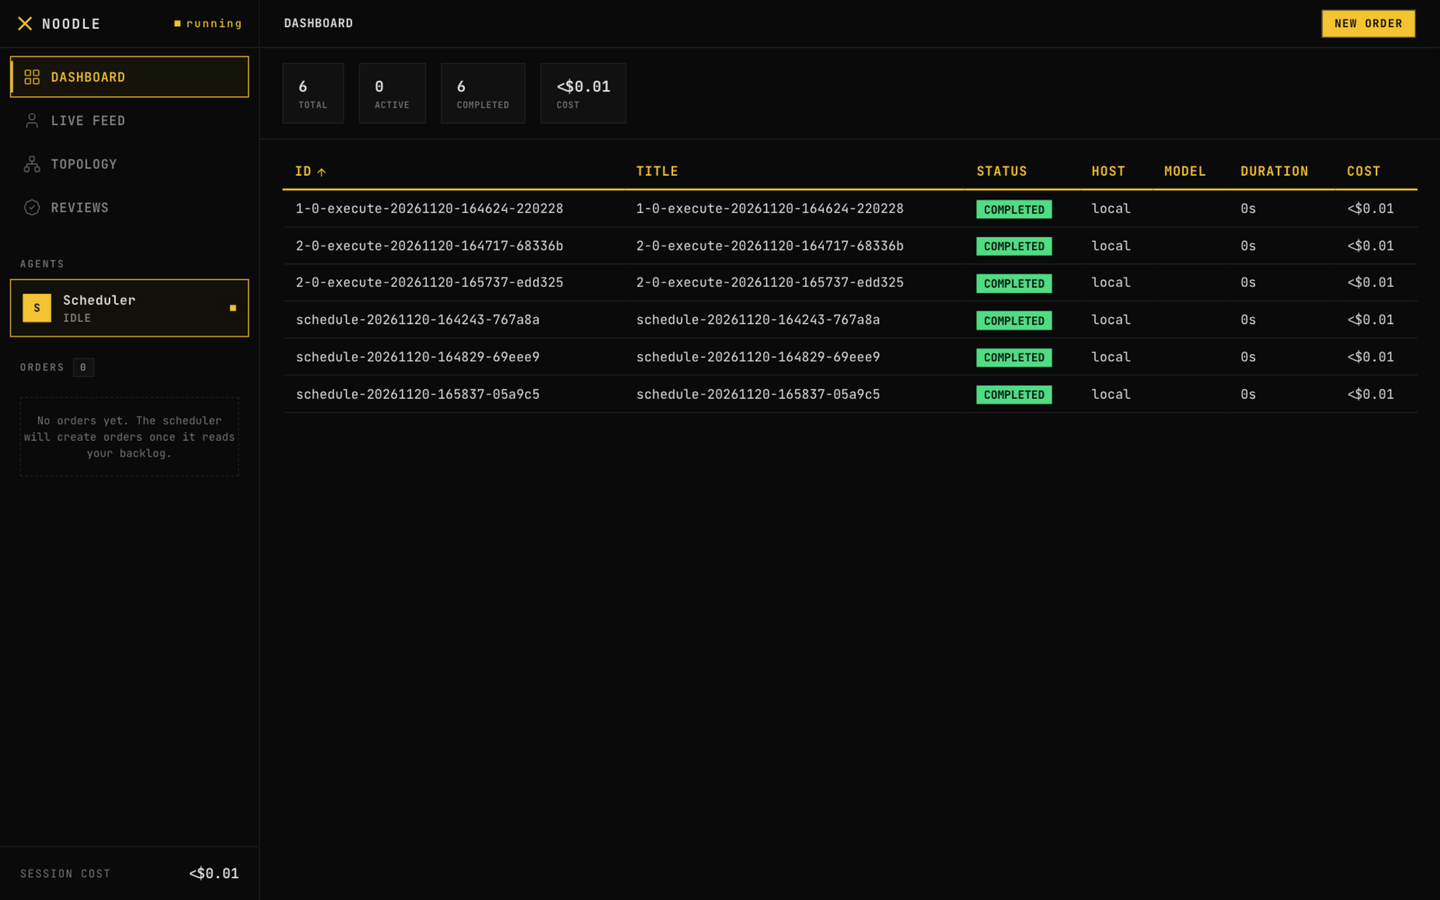 NOODLE
running
DASHBOARD
LIVE FEED
TOPOLOGY
REVIEWS
AGENTS
S
Scheduler
IDLE
ORDERS 0
No orders yet. The scheduler
will create orders once it reads
your backlog.
SESSION COST <$0.01
DASHBOARD
NEW ORDER
6
TOTAL
0
ACTIVE
6
COMPLETED
<$0.01
COST
ID ↑ TITLE STATUS HOST MODEL DURATION COST
1-0-execute-20261120-164624-220228 1-0-execute-20261120-164624-220228 COMPLETED local 0s <$0.01
2-0-execute-20261120-164717-68336b 2-0-execute-20261120-164717-68336b COMPLETED local 0s <$0.01
2-0-execute-20261120-165737-edd325 2-0-execute-20261120-165737-edd325 COMPLETED local 0s <$0.01
schedule-20261120-164243-767a8a schedule-20261120-164243-767a8a COMPLETED local 0s <$0.01
schedule-20261120-164829-69eee9 schedule-20261120-164829-69eee9 COMPLETED local 0s <$0.01
schedule-20261120-165837-05a9c5 schedule-20261120-165837-05a9c5 COMPLETED local 0s <$0.01